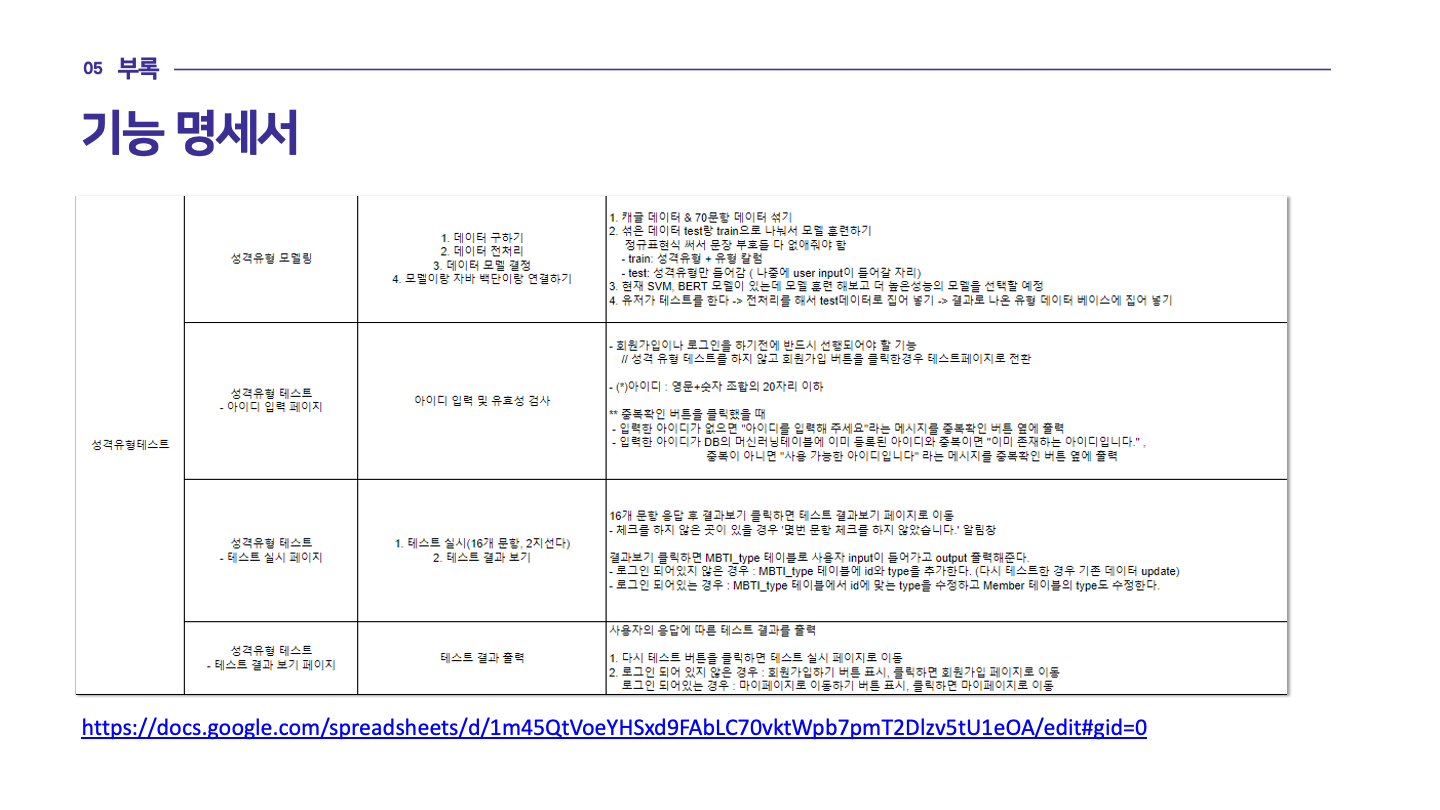 05 부록
기능 명세서
성격유형테스트
성격유형 모델링
1. 데이터 구하기
2. 데이터 전처리
3. 데이터 모델 결정
4. 모델이랑 자바 백단이랑 연결하기
1. 캐글 데이터 & 70문항 데이터 섞기
2. 섞은 데이터 test랑 train으로 나눠서 모델 훈련하기
정규표현식 써서 문장 부호들 다 없애줘야 함
- train: 성격유형 + 유형 칼럼
- test: 성격유형만 들어감 ( 나중에 user input이 들어갈 자리)
3. 현재 SVM, BERT 모델이 있는데 모델 훈련 해보고 더 높은성능의 모델을 선택할 예정
4. 유저가 테스트를 한다 -> 전처리를 해서 test데이터로 집어 넣기 -> 결과로 나온 유형 데이터 베이스에 집어 넣기
성격유형 테스트
- 아이디 입력 페이지
아이디 입력 및 유효성 검사
- 회원가입이나 로그인을 하기전에 반드시 선행되어야 할 기능
// 성격 유형 테스트를 하지 않고 회원가입 버튼을 클릭한경우 테스트페이지로 전환
- (*)아이디 : 영문+숫자 조합의 20자리 이하
** 중복확인 버튼을 클릭했을 때
- 입력한 아이디가 없으면 "아이디를 입력해 주세요"라는 메시지를 중복확인 버튼 옆에 출력
- 입력한 아이디가 DB의 머신러닝테이블에 이미 등록된 아이디와 중복이면 "이미 존재하는 아이디입니다." ,
중복이 아니면 "사용 가능한 아이디입니다" 라는 메시지를 중복확인 버튼 옆에 출력
성격유형 테스트
- 테스트 실시 페이지
1. 테스트 실시(16개 문항, 2지선다)
2. 테스트 결과 보기
16개 문항 응답 후 결과보기 클릭하면 테스트 결과보기 페이지로 이동
- 체크를 하지 않은 곳이 있을 경우 '몇번 문항 체크를 하지 않았습니다.' 알림창
결과보기 클릭하면 MBTI_type 테이블로 사용자 input이 들어가고 output 출력해준다.
- 로그인 되어있지 않은 경우 : MBTI_type 테이블에 id와 type을 추가한다. (다시 테스트한 경우 기존 데이터 update)
- 로그인 되어있는 경우 : MBTI_type 테이블에서 id에 맞는 type을 수정하고 Member 테이블의 type도 수정한다.
성격유형 테스트
- 테스트 결과 보기 페이지
테스트 결과 출력
사용자의 응답에 따른 테스트 결과를 출력
1. 다시 테스트 버튼을 클릭하면 테스트 실시 페이지로 이동
2. 로그인 되어 있지 않은 경우 : 회원가입하기 버튼 표시, 클릭하면 회원가입 페이지로 이동
로그인 되어있는 경우 : 마이페이지로 이동하기 버튼 표시, 클릭하면 마이페이지로 이동
https://docs.google.com/spreadsheets/d/1m45QtVoeYHSxd9FAbLC70vktWpb7pmT2Dlzv5tU1eOA/edit#gid=0